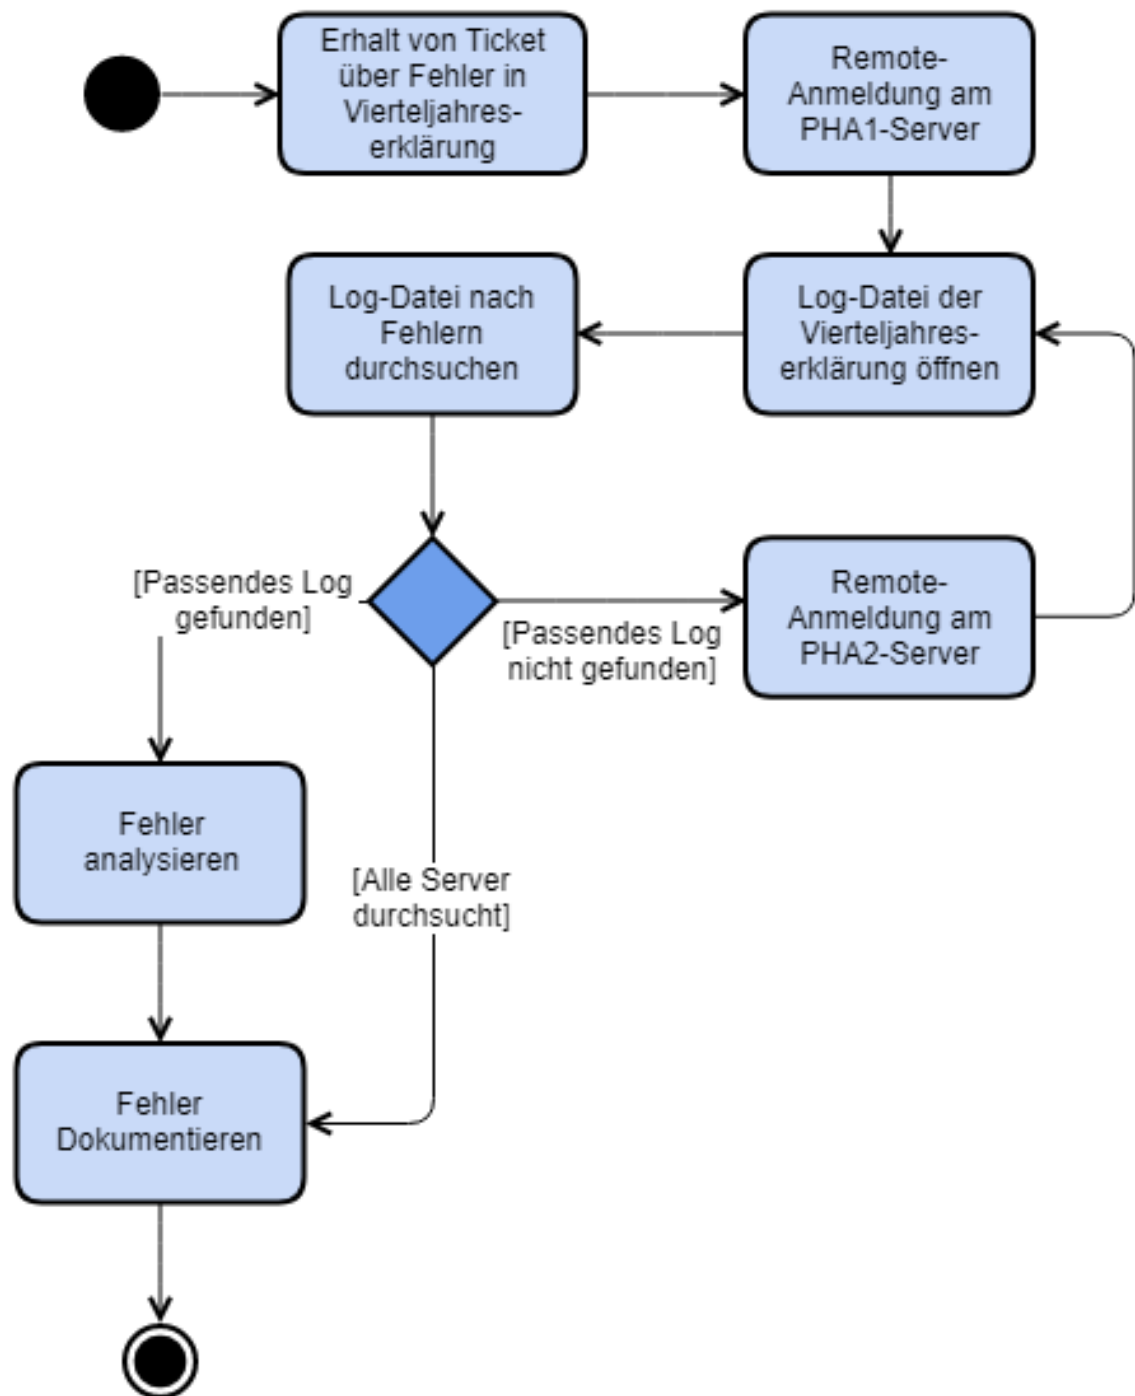 Erhalt von Ticket
über Fehler in
Vierteljahres-
erklärung
Remote-
Anmeldung am
PHA1-Server
Log-Datei nach
Fehlern
durchsuchen
Log-Datei der
Vierteljahres-
erklärung öffnen
[Passendes Log
gefunden]
[Passendes Log
nicht gefunden]
Remote-
Anmeldung am
PHA2-Server
Fehler
analysieren
[Alle Server
durchsucht]
Fehler
Dokumentieren